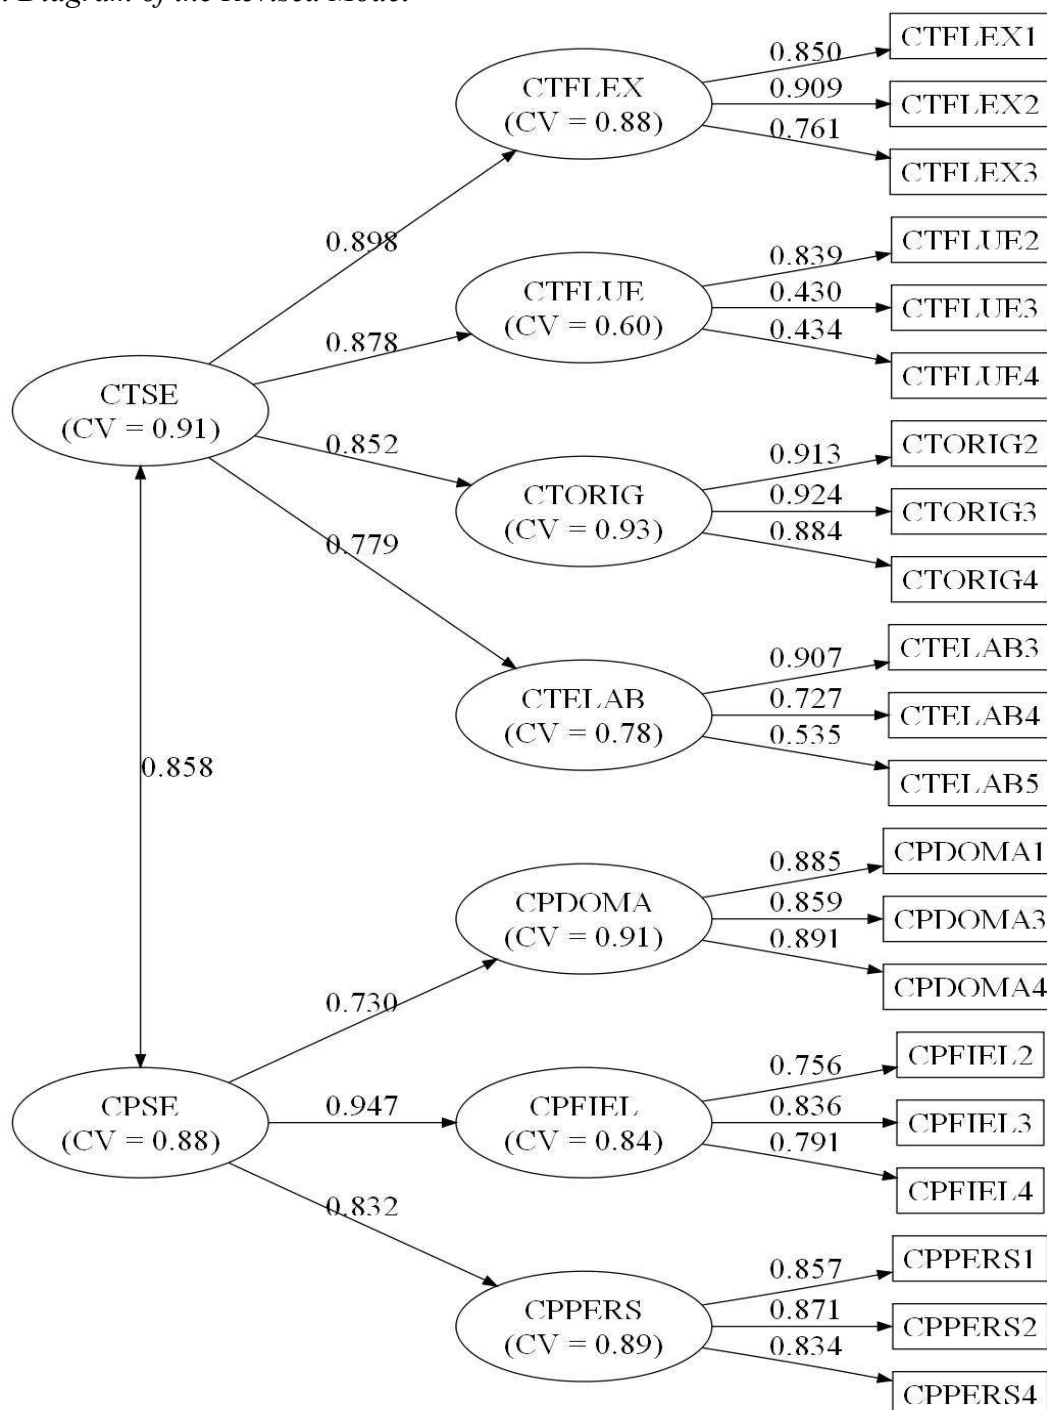 . Diagram of the Revised Model
CTFLEX
(CV = 0.88)
0.850
0.909
0.761
CTFLEX1
CTFLEX2
CTFLEX3
0.898
CTFLUE
(CV = 0.60)
0.839
0.430
0.434
CTFLUE2
CTFLUE3
CTFLUE4
0.878
CTSE
(CV = 0.91)
0.852
CTORIG
(CV = 0.93)
0.913
0.924
0.884
CTORIG2
CTORIG3
CTORIG4
0.779
CTELAB
(CV = 0.78)
0.907
0.727
0.535
CTELAB3
CTELAB4
CTELAB5
0.858
CPDOMA
(CV = 0.91)
0.885
0.859
0.891
CPDOMA1
CPDOMA3
CPDOMA4
0.730
CPSE
(CV = 0.88)
0.947
CPFIEL
(CV = 0.84)
0.756
0.836
0.791
CPFIEL2
CPFIEL3
CPFIEL4
0.832
CPPERS
(CV = 0.89)
0.857
0.871
0.834
CPPERS1
CPPERS2
CPPERS4